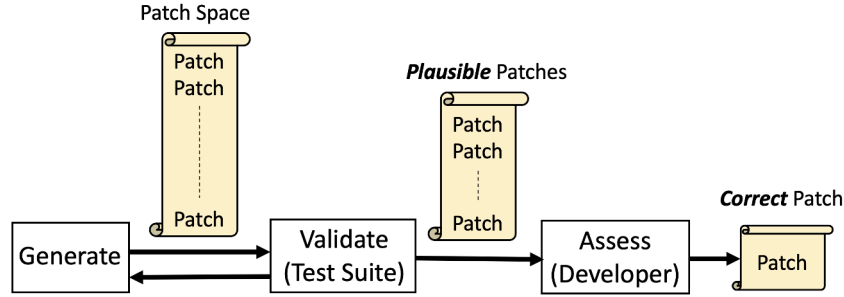 Patch Space
Patch
Patch
Patch
Plausible Patches
Patch
Patch
Patch
Correct Patch
Patch
Generate
Validate
(Test Suite)
Assess
(Developer)